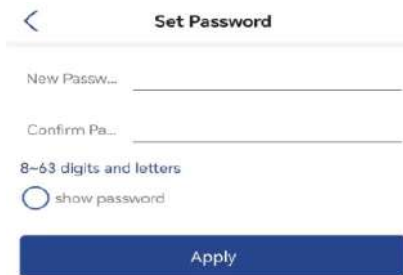 Set Password
New Passw...
Confirm Pa...
8~63 digits and letters
show password
Apply